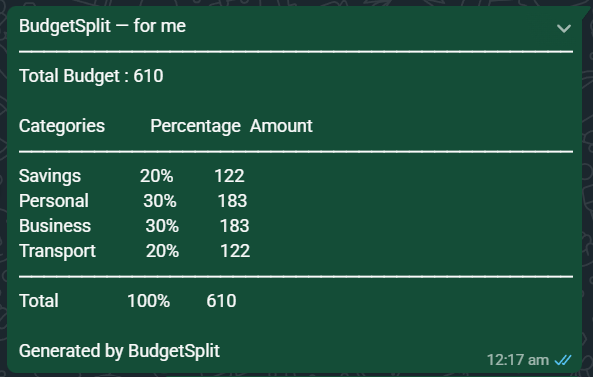 BudgetSplit — for me
Total Budget : 610
Categories Percentage Amount
Savings 20% 122
Personal 30% 183
Business 30% 183
Transport 20% 122
Total 100% 610
Generated by BudgetSplit
12:17 am